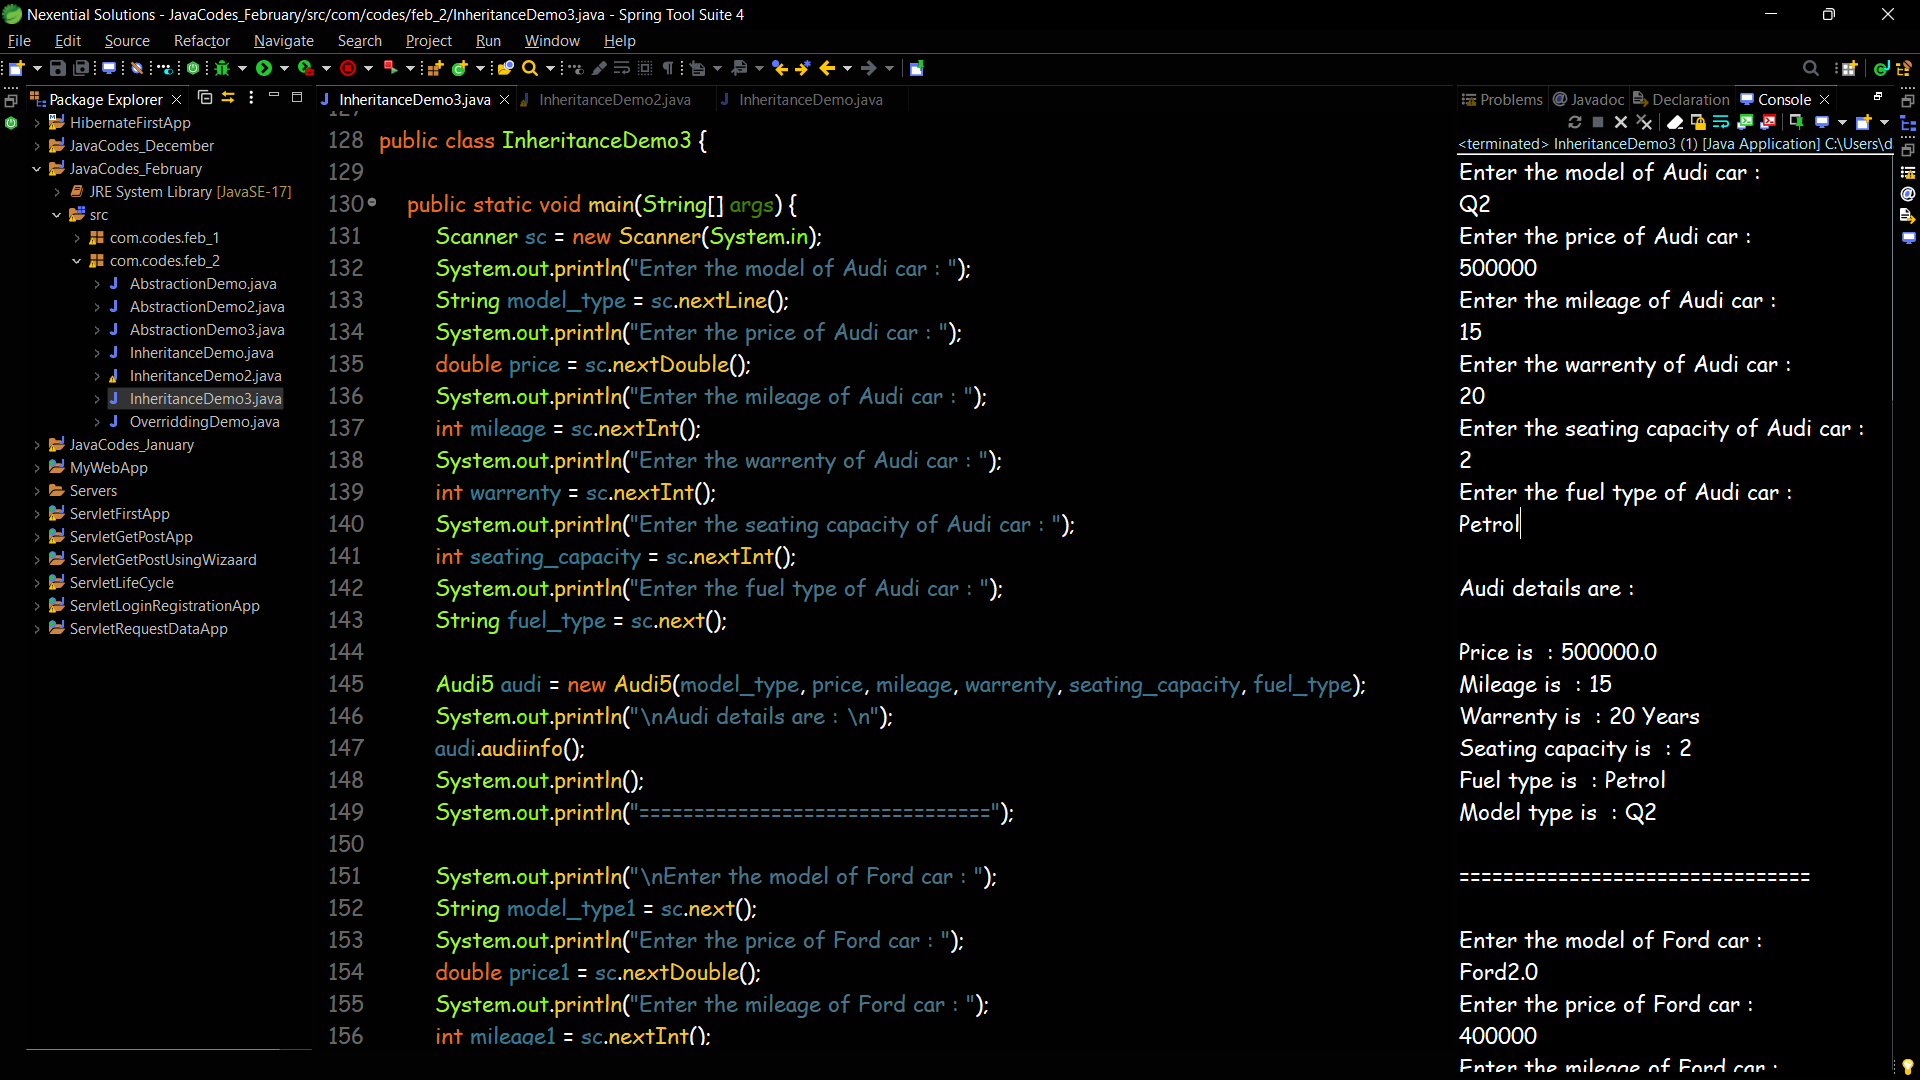 Nexential Solutions - JavaCodes_February/src/com/codes/feb_2/InheritanceDemo3.java - Spring Tool Suite 4
File Edit Source Refactor Navigate Search Project Run Window Help
Package Explorer
HibernateFirstApp
JavaCodes_December
JavaCodes_February
JRE System Library [JavaSE-17]
src
com.codes.feb_1
com.codes.feb_2
AbstractionDemo.java
AbstractionDemo2.java
AbstractionDemo3.java
InheritanceDemo.java
InheritanceDemo2.java
InheritanceDemo3.java
OverriddingDemo.java
JavaCodes_January
MyWebApp
Servers
ServletFirstApp
ServletGetPostApp
ServletGetPostUsingWizaard
ServletLifeCycle
ServletLoginRegistrationApp
ServletRequestDataApp
InheritanceDemo3.java InheritanceDemo2.java InheritanceDemo.java
127
128 public class InheritanceDemo3 {
129
130 public static void main(String[] args) {
131 Scanner sc = new Scanner(System.in);
132 System.out.println("Enter the model of Audi car : ");
133 String model_type = sc.nextLine();
134 System.out.println("Enter the price of Audi car : ");
135 double price = sc.nextDouble();
136 System.out.println("Enter the mileage of Audi car : ");
137 int mileage = sc.nextInt();
138 System.out.println("Enter the warrenty of Audi car : ");
139 int warrenty = sc.nextInt();
140 System.out.println("Enter the seating capacity of Audi car : ");
141 int seating_capacity = sc.nextInt();
142 System.out.println("Enter the fuel type of Audi car : ");
143 String fuel_type = sc.next();
144
145 Audi5 audi = new Audi5(model_type, price, mileage, warrenty, seating_capacity, fuel_type);
146 System.out.println("\nAudi details are : \n");
147 audi.audiinfo();
148 System.out.println();
149 System.out.println("================================");
150
151 System.out.println("\nEnter the model of Ford car : ");
152 String model_type1 = sc.next();
153 System.out.println("Enter the price of Ford car : ");
154 double price1 = sc.nextDouble();
155 System.out.println("Enter the mileage of Ford car : ");
156 int mileage1 = sc.nextInt();
Problems Javadoc Declaration Console
<terminated> InheritanceDemo3 (1) [Java Application] C:\Users\d
Enter the model of Audi car :
Q2
Enter the price of Audi car :
500000
Enter the mileage of Audi car :
15
Enter the warrenty of Audi car :
20
Enter the seating capacity of Audi car :
2
Enter the fuel type of Audi car :
Petrol
Audi details are :
Price is : 500000.0
Mileage is : 15
Warrenty is : 20 Years
Seating capacity is : 2
Fuel type is : Petrol
Model type is : Q2
================================
Enter the model of Ford car :
Ford2.0
Enter the price of Ford car :
400000
Enter the mileage of Ford car :